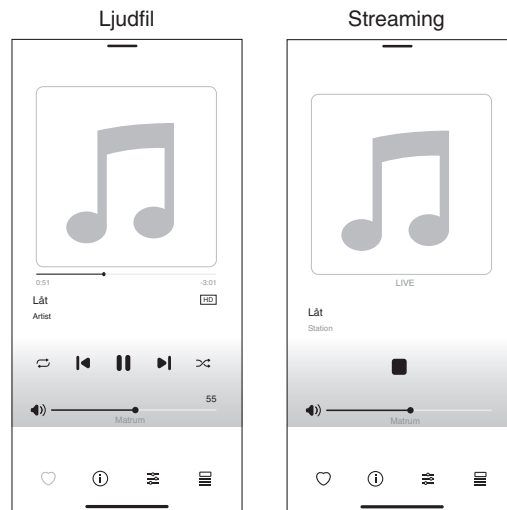 Ljudfil
0:51 -3:01
Låt HD
Artist
55
Matrum
Streaming
LIVE
Låt
Station
Matrum